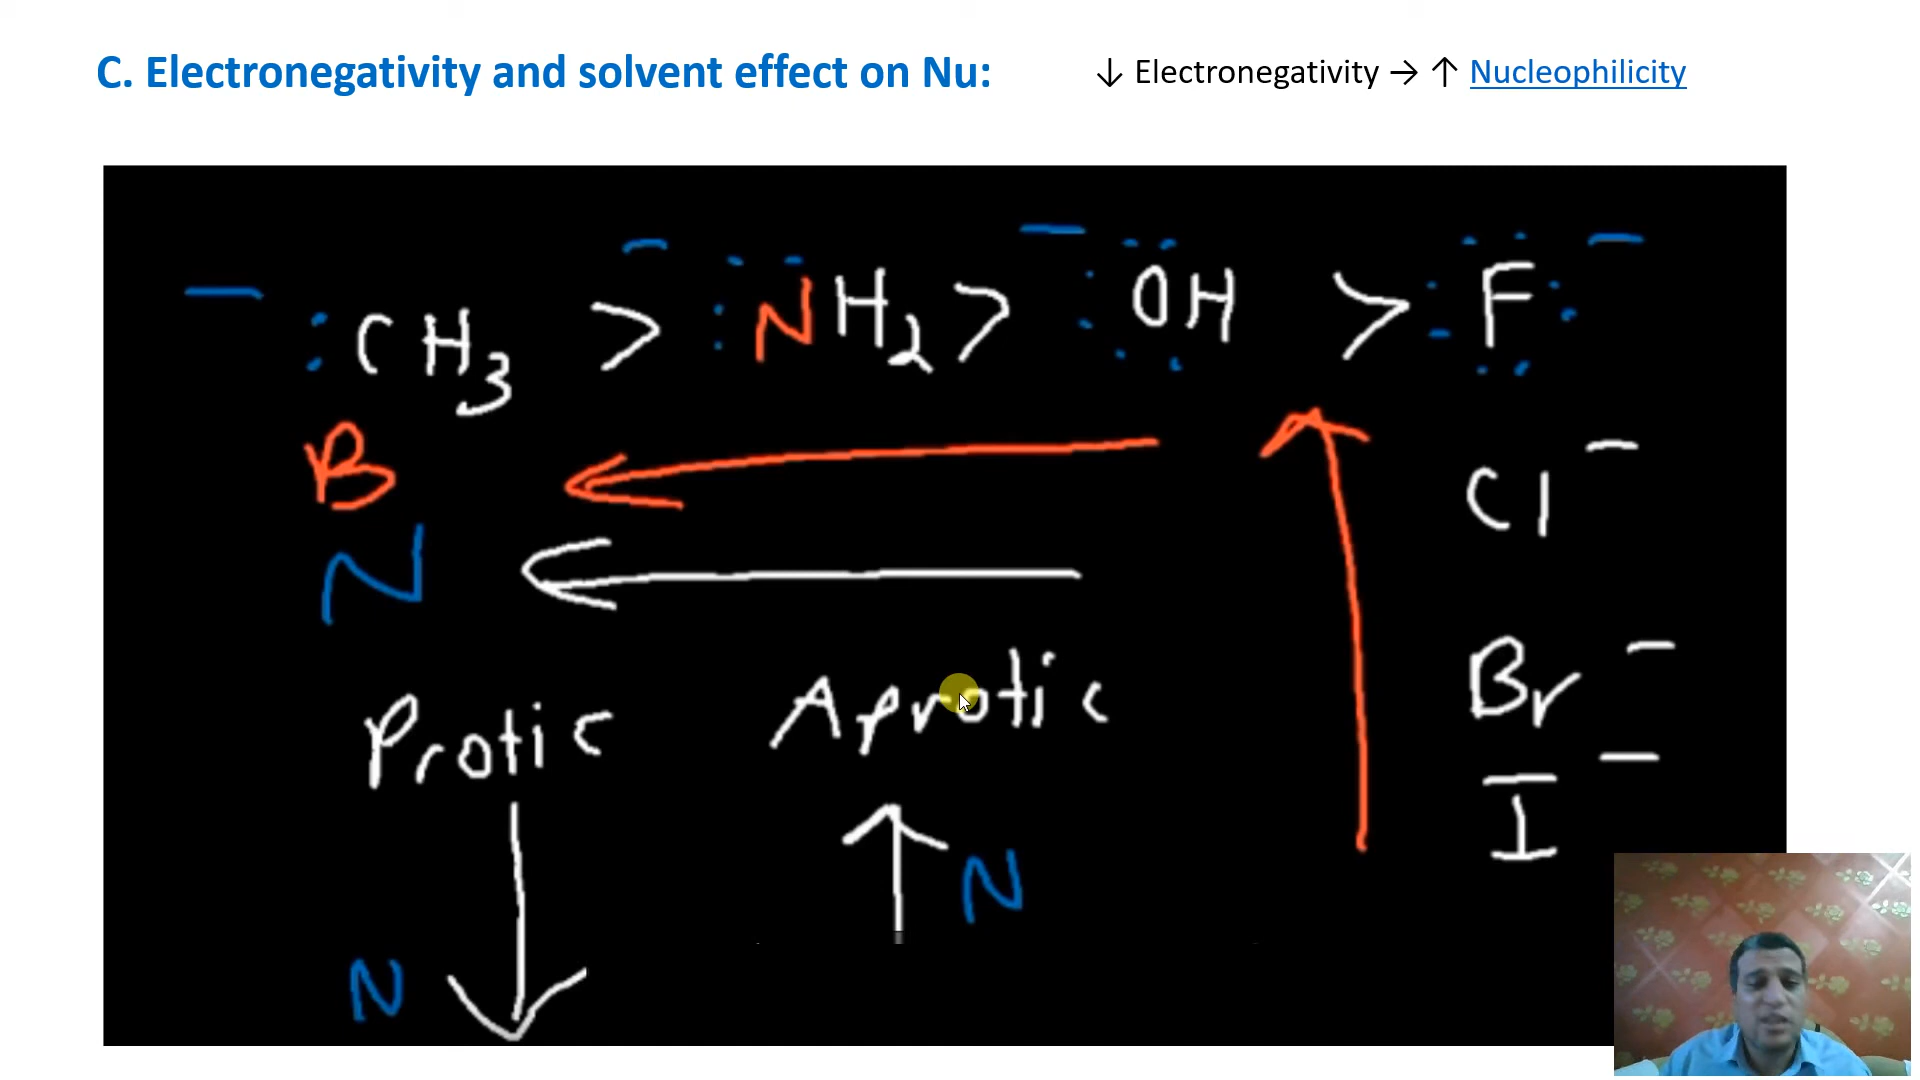 C. Electronegativity and solvent effect on Nu: ↓ Electronegativity → ↑ Nucleophilicity
⁻ :CH3 > ⁻ :NH2 > ⁻ :OH > F ⁻
B
Cl ⁻
N
Protic Aprotic
Br ⁻
I ⁻
N
N